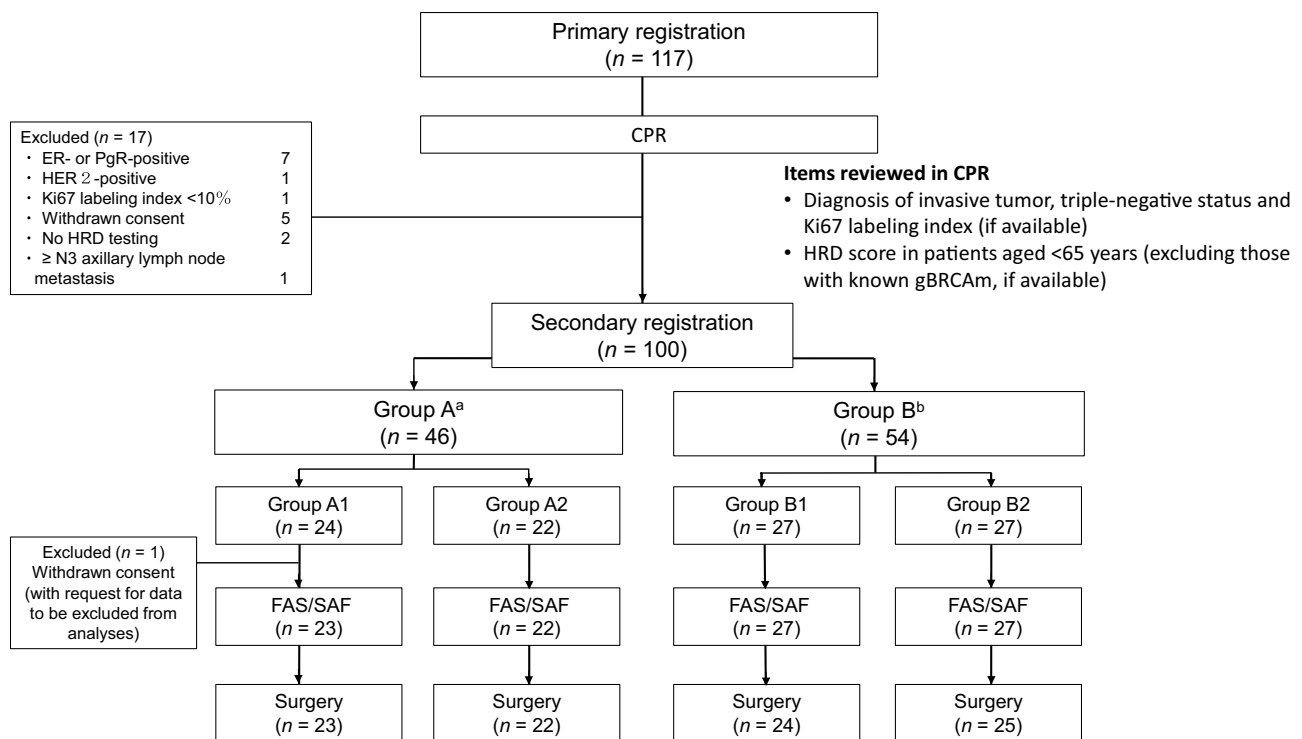 Primary registration
(n = 117)
CPR
Excluded (n = 17)
・ ER- or PgR-positive 7
・ HER 2 -positive 1
・ Ki67 labeling index <10% 1
・ Withdrawn consent 5
・ No HRD testing 2
・ ≥ N3 axillary lymph node
metastasis 1
Items reviewed in CPR
• Diagnosis of invasive tumor, triple-negative status and
Ki67 labeling index (if available)
• HRD score in patients aged <65 years (excluding those
with known gBRCAm, if available)
Secondary registration
(n = 100)
Group Aᵃ
(n = 46)
Group Bᵇ
(n = 54)
Group A1
(n = 24)
Group A2
(n = 22)
Group B1
(n = 27)
Group B2
(n = 27)
Excluded (n = 1)
Withdrawn consent
(with request for data
to be excluded from
analyses)
FAS/SAF
(n = 23)
FAS/SAF
(n = 22)
FAS/SAF
(n = 27)
FAS/SAF
(n = 27)
Surgery
(n = 23)
Surgery
(n = 22)
Surgery
(n = 24)
Surgery
(n = 25)